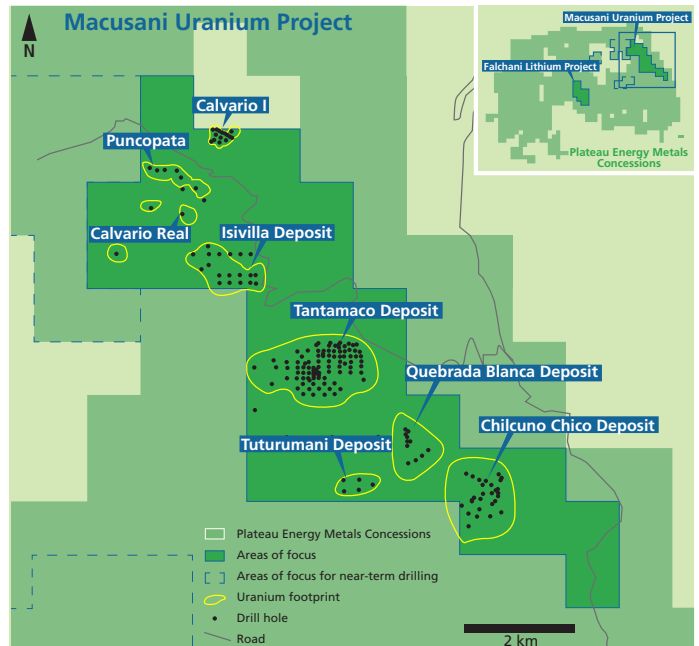 Macusani Uranium Project
N
Macusani Uranium Project
Falchani Lithium Project
Plateau Energy Metals
Concessions
Calvario I
Puncopata
Calvario Real
Isivilla Deposit
Tantamaco Deposit
Quebrada Blanca Deposit
Chilcuno Chico Deposit
Tuturumani Deposit
Plateau Energy Metals Concessions
Areas of focus
Areas of focus for near-term drilling
Uranium footprint
Drill hole
Road
2 km